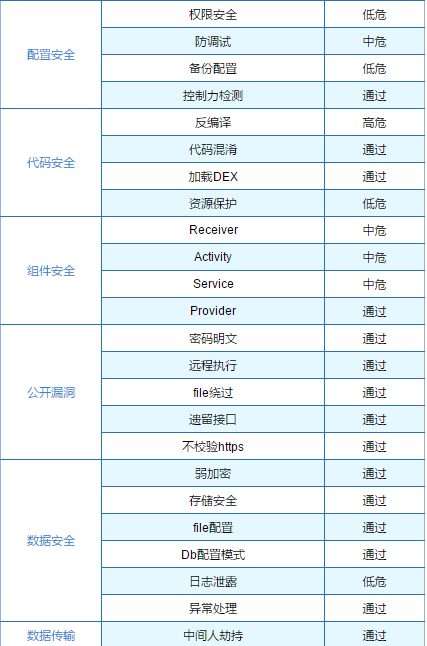 配置安全
权限安全 低危
防调试 中危
备份配置 低危
控制力检测 通过
代码安全
反编译 高危
代码混淆 通过
加载DEX 通过
资源保护 低危
组件安全
Receiver 中危
Activity 中危
Service 中危
Provider 通过
公开漏洞
密码明文 通过
远程执行 通过
file绕过 通过
遗留接口 通过
不校验https 通过
数据安全
弱加密 通过
存储安全 通过
file配置 通过
Db配置模式 通过
日志泄露 低危
异常处理 通过
数据传输
中间人劫持 通过